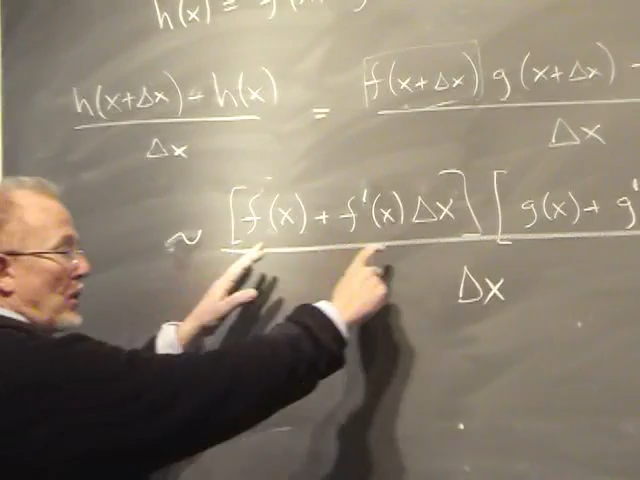 h(x) =
h(x+Δx) - h(x) / Δx = f(x+Δx) g(x+Δx) - / Δx
~ [f(x) + f'(x) Δx] [g(x) + g' / Δx